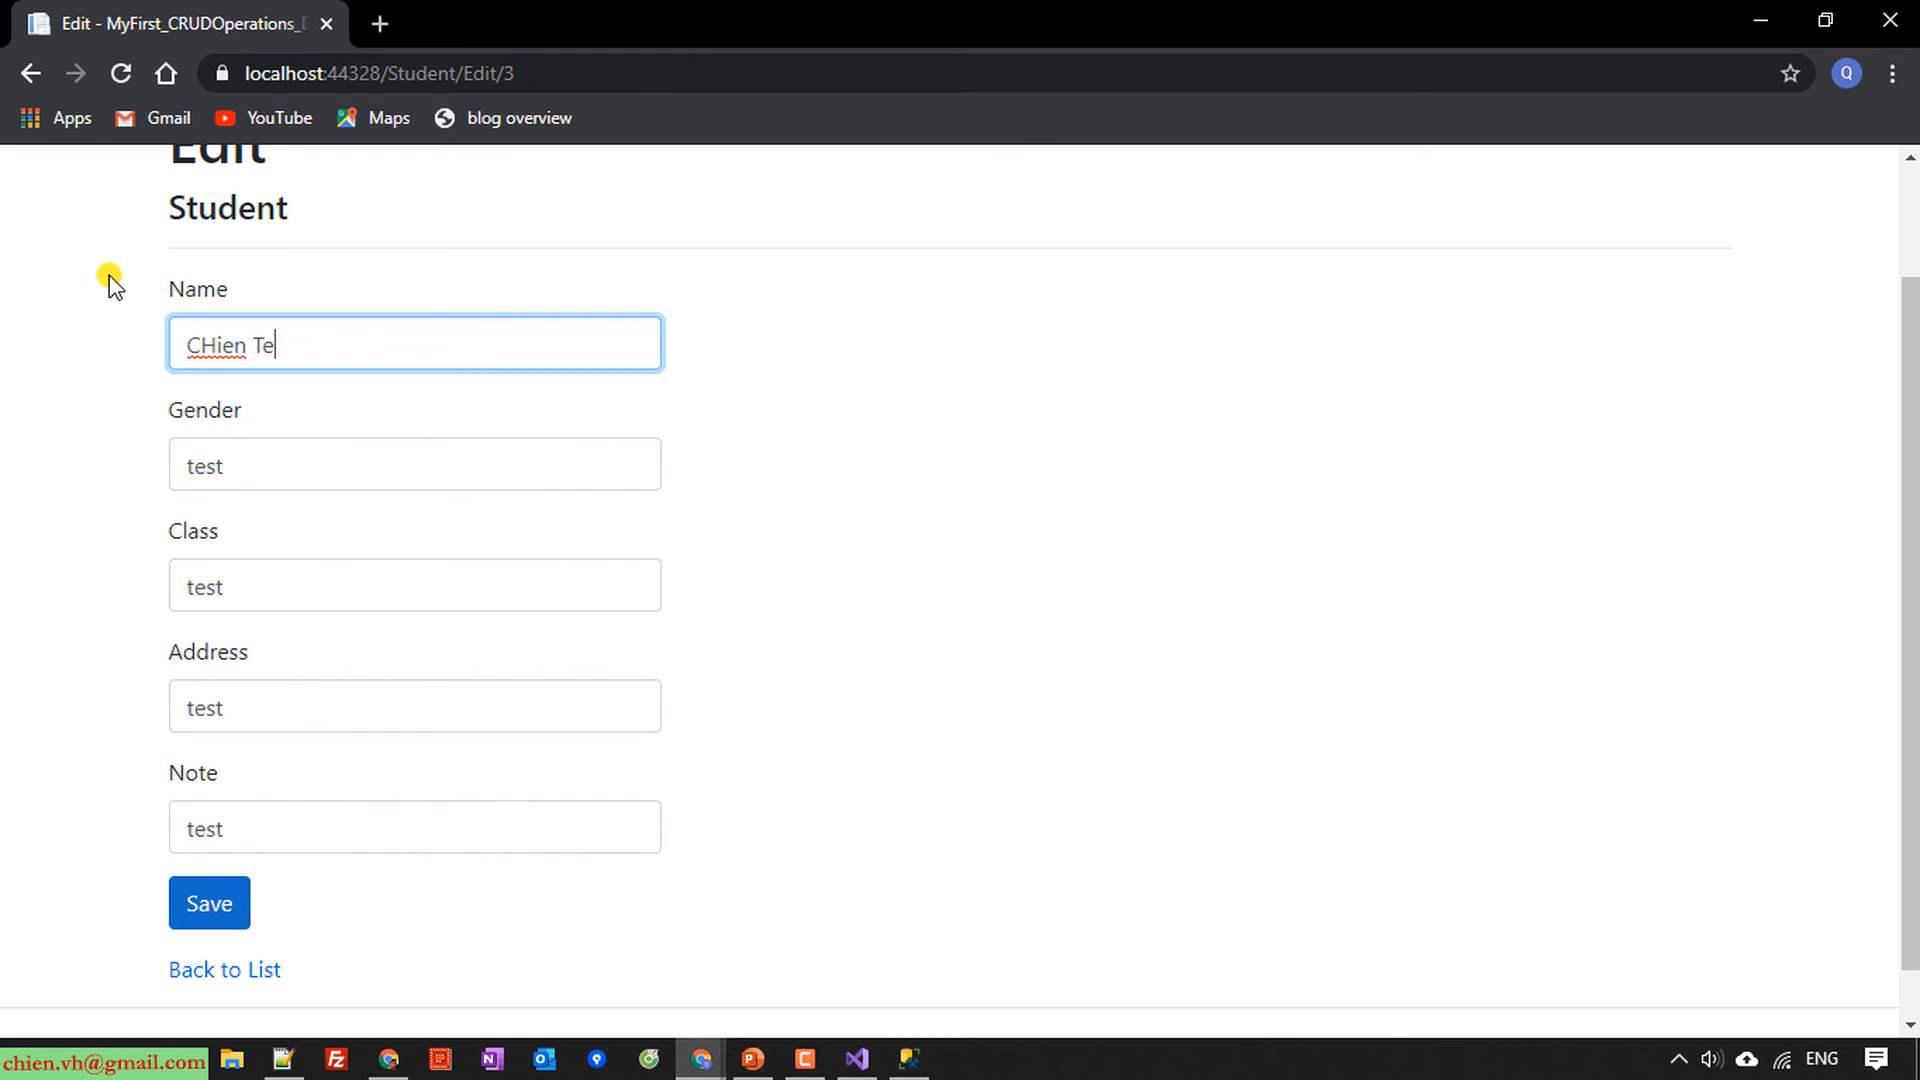 Edit - MyFirst_CRUDOperations_
localhost:44328/Student/Edit/3
Q
Apps
Gmail
YouTube
Maps
blog overview
Edit
Student
Name
CHien Te
Gender
test
Class
test
Address
test
Note
test
Save
Back to List
chien.vh@gmail.com
ENG